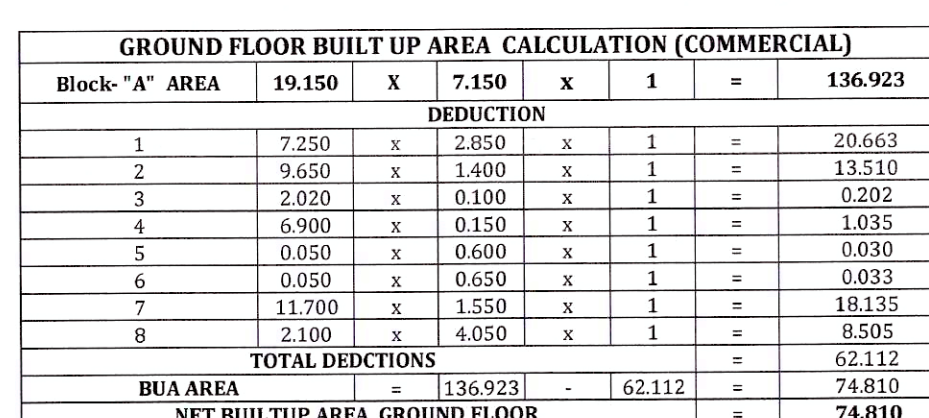 GROUND FLOOR BUILT UP AREA CALCULATION (COMMERCIAL)
Block- "A" AREA 19.150 X 7.150 x 1 = 136.923
DEDUCTION
1 7.250 x 2.850 x 1 = 20.663
2 9.650 x 1.400 x 1 = 13.510
3 2.020 x 0.100 x 1 = 0.202
4 6.900 x 0.150 x 1 = 1.035
5 0.050 x 0.600 x 1 = 0.030
6 0.050 x 0.650 x 1 = 0.033
7 11.700 x 1.550 x 1 = 18.135
8 2.100 x 4.050 x 1 = 8.505
TOTAL DEDCTIONS = 62.112
BUA AREA = 136.923 - 62.112 = 74.810
NET BUILTUP AREA GROUND FLOOR = 74.810